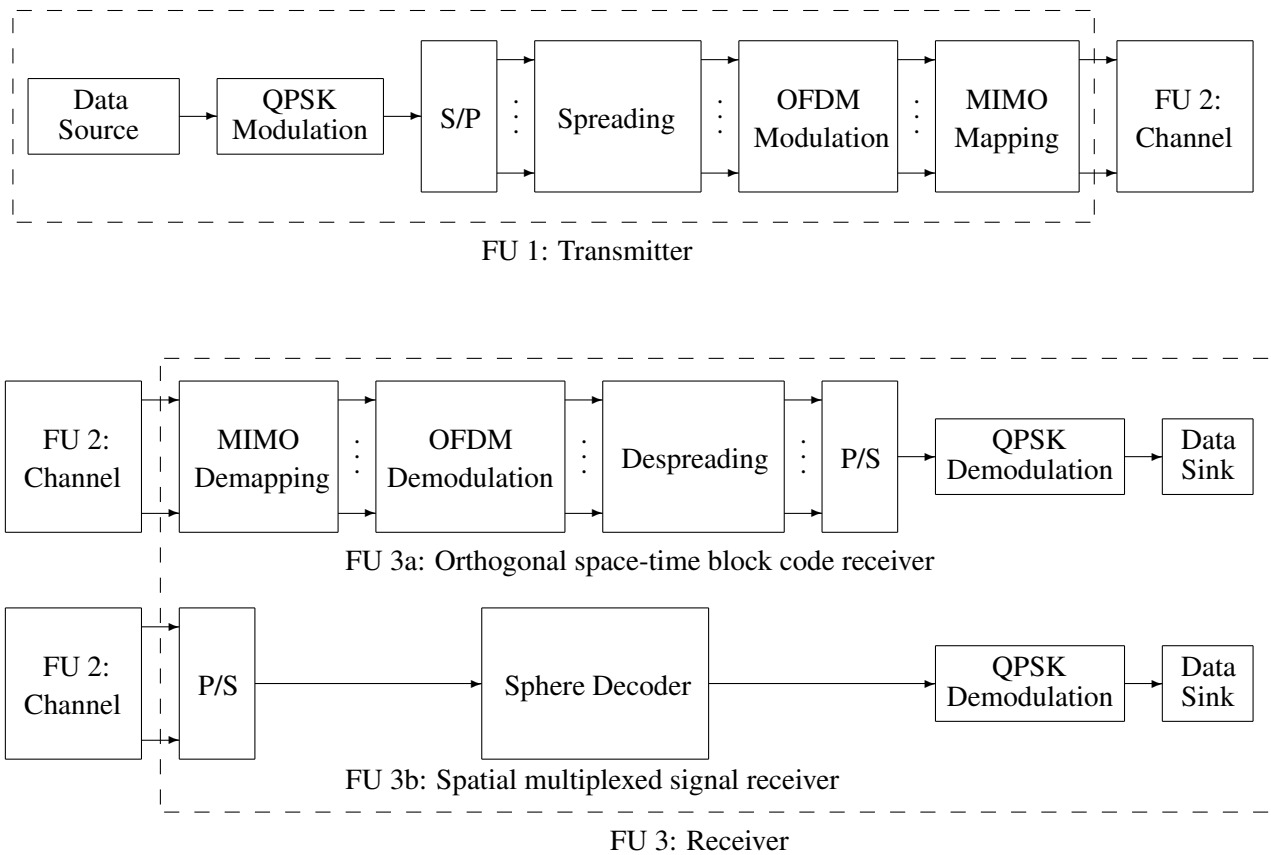 Data
Source
QPSK
Modulation
S/P
Spreading
OFDM
Modulation
MIMO
Mapping
FU 2:
Channel
FU 1: Transmitter
FU 2:
Channel
MIMO
Demapping
OFDM
Demodulation
Despreading
P/S
QPSK
Demodulation
Data
Sink
FU 3a: Orthogonal space-time block code receiver
FU 2:
Channel
P/S
Sphere Decoder
QPSK
Demodulation
Data
Sink
FU 3b: Spatial multiplexed signal receiver
FU 3: Receiver